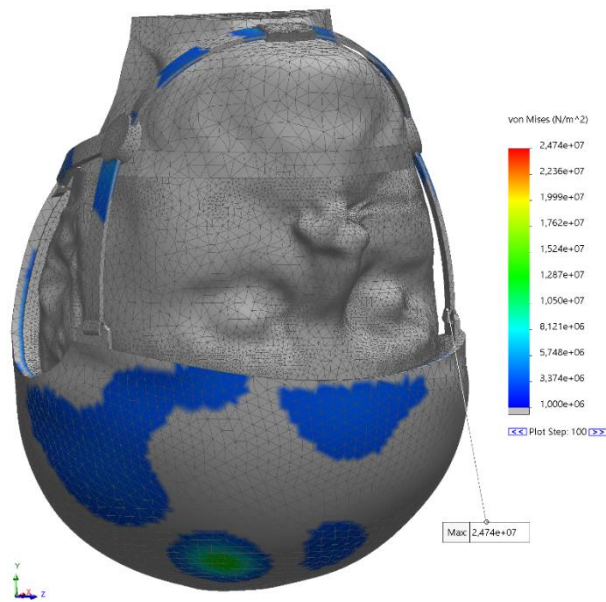 von Mises (N/m^2)
2,474e+07
2,236e+07
1,999e+07
1,762e+07
1,524e+07
1,287e+07
1,050e+07
8,121e+06
5,748e+06
3,374e+06
1,000e+06
<< Plot Step: 100 >>
Max: 2,474e+07
Y
X
Z